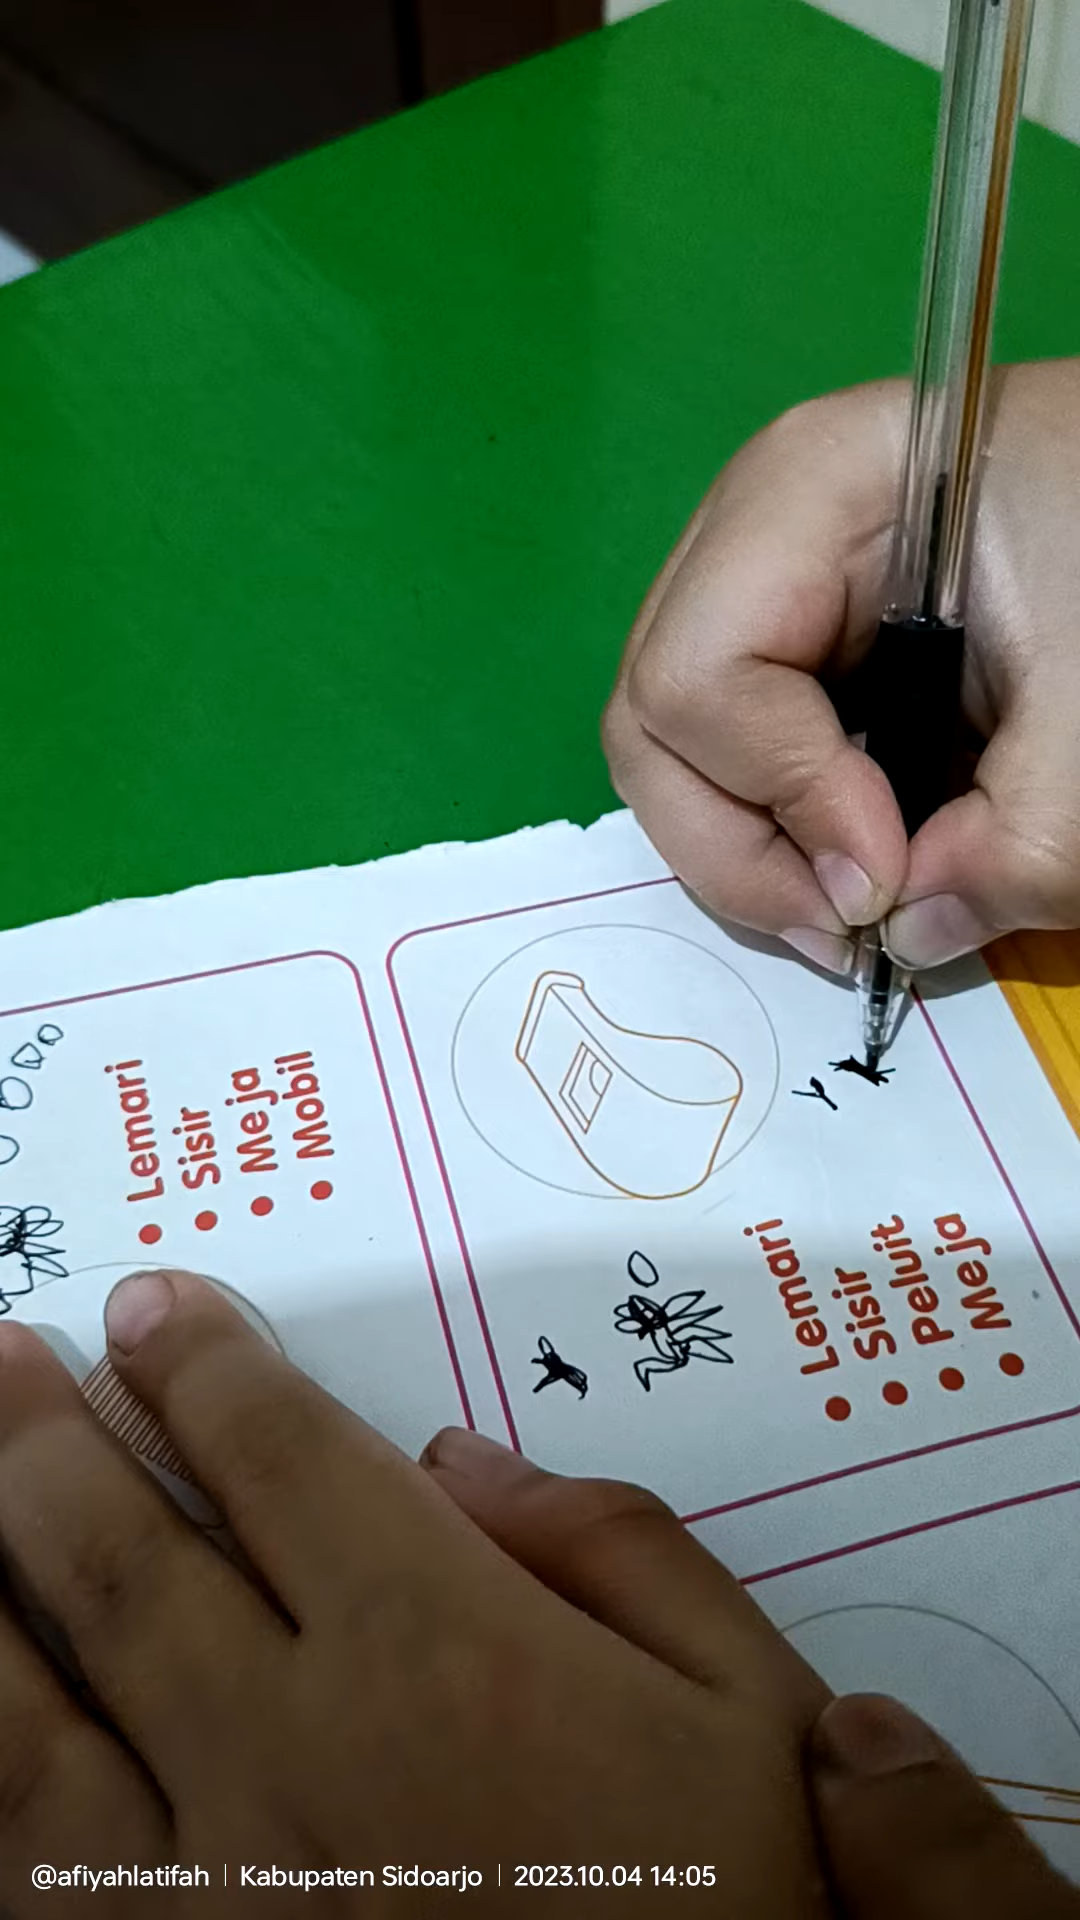 Lemari
Sisir
Meja
Mobil
Lemari
Sisir
Peluit
Meja
@afiyahlatifah | Kabupaten Sidoarjo | 2023.10.04 14:05